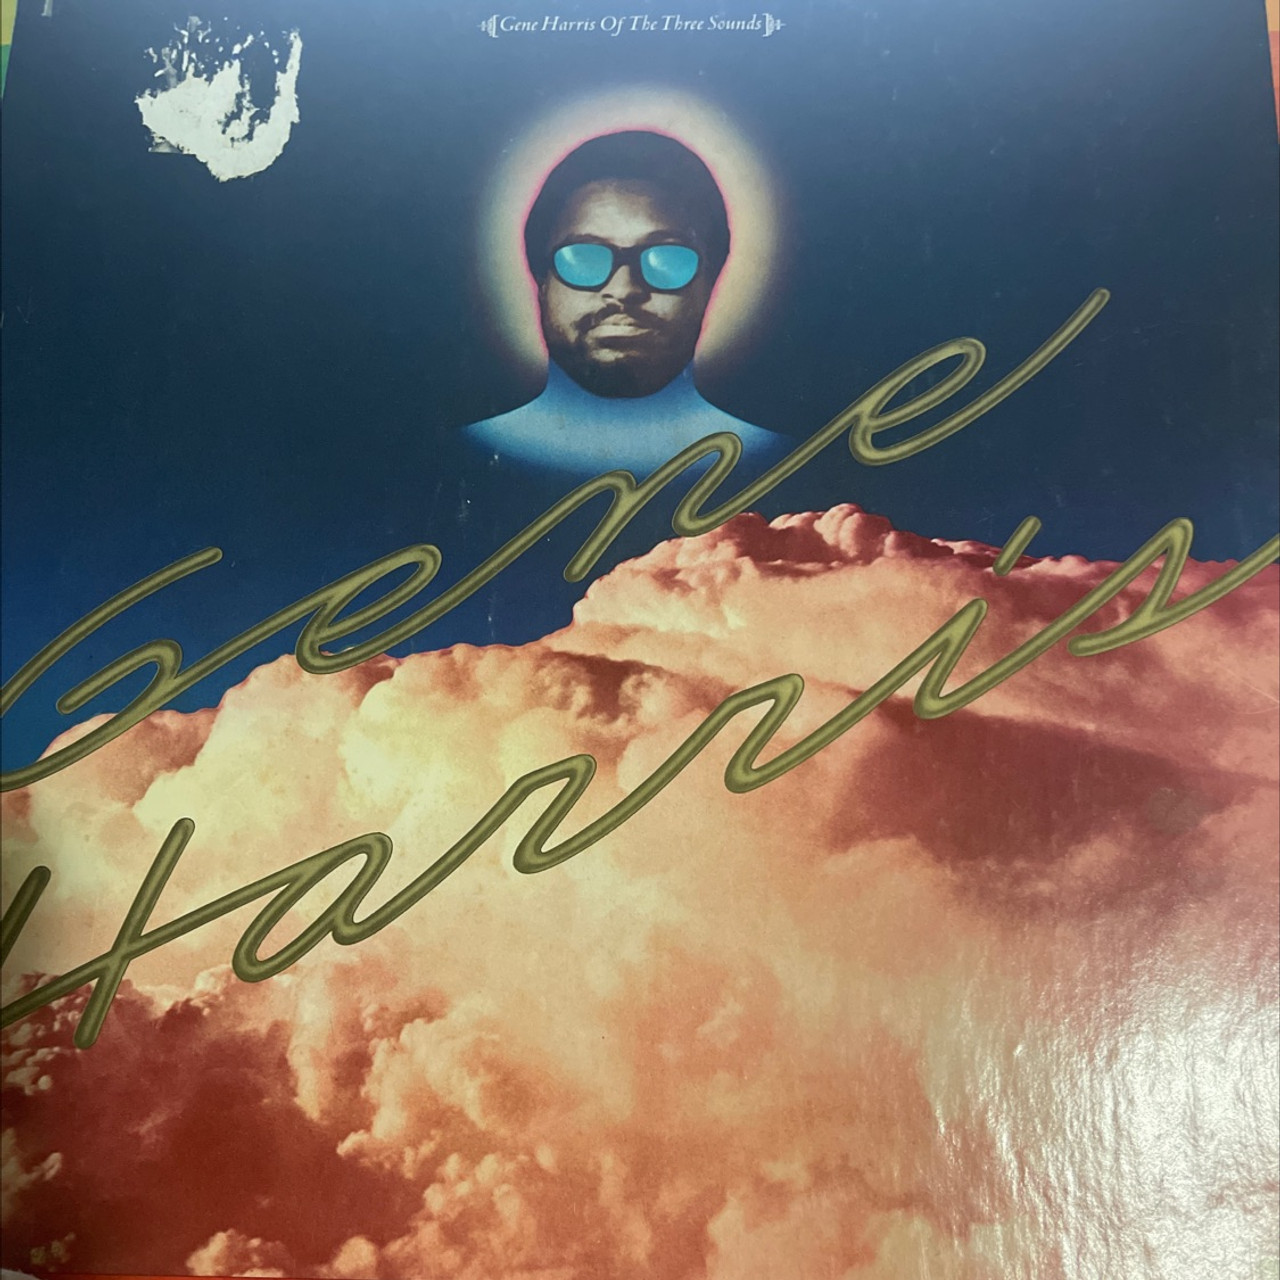 [Gene Harris Of The Three Sounds]
Gene
Harris